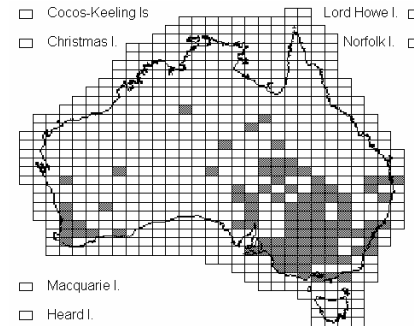 Cocos-Keeling Is
Lord Howe I.
Christmas I.
Norfolk I.
Macquarie I.
Heard I.